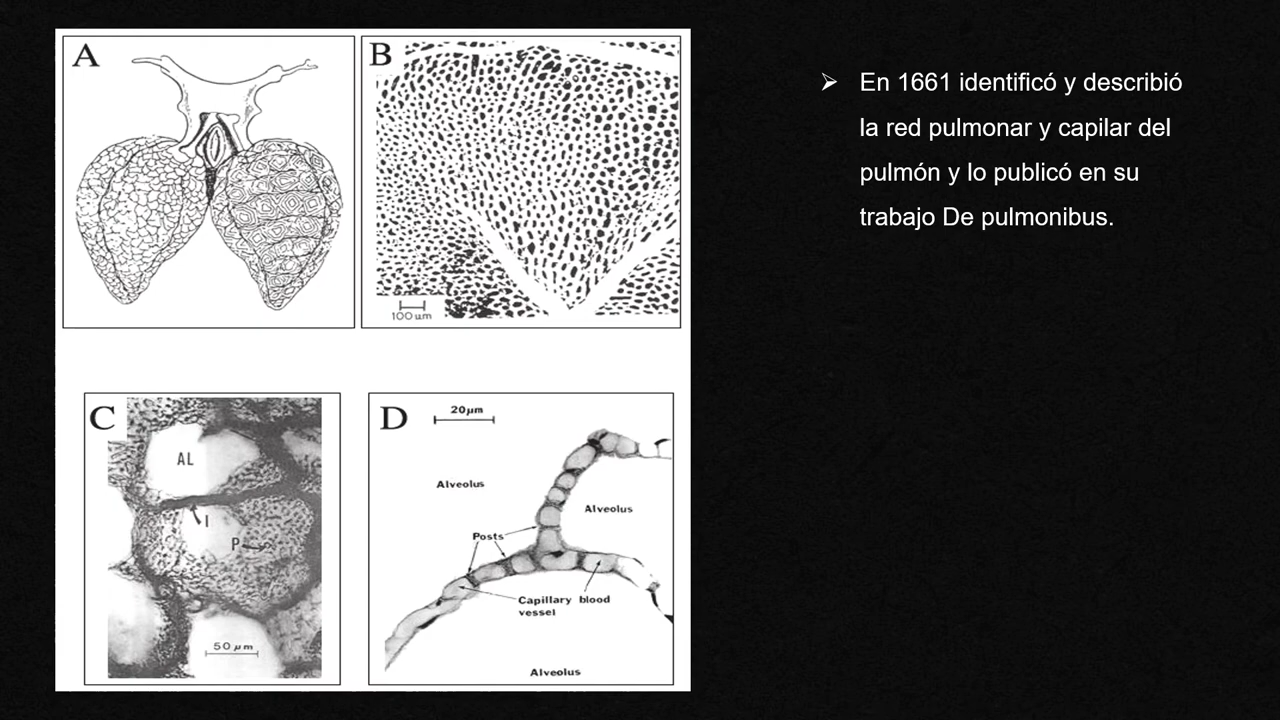 A
B
100 µm
C
AL
I
P
50 µm
D
20µm
Alveolus
Alveolus
Posts
Capillary blood
vessel
Alveolus
➢ En 1661 identificó y describió
la red pulmonar y capilar del
pulmón y lo publicó en su
trabajo De pulmonibus.